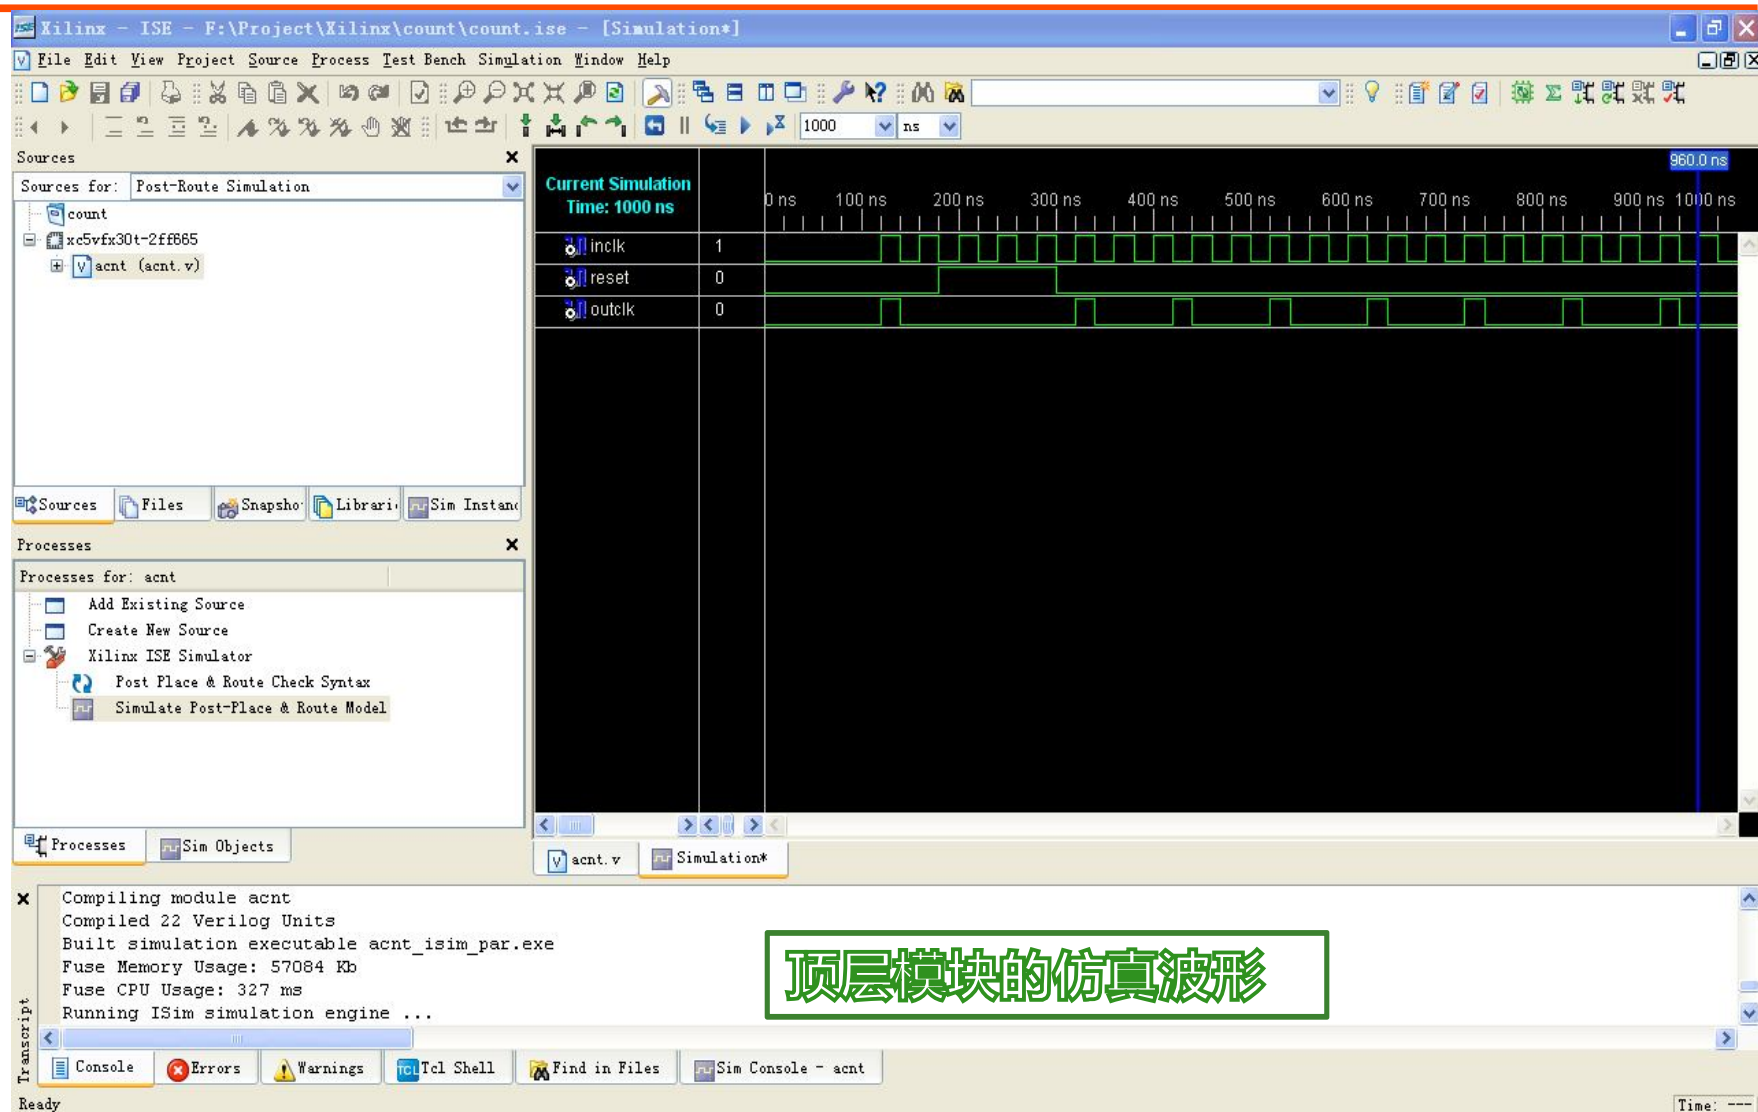 Xilinx - ISE - F:\Project\Xilinx\count\count.ise - [Simulation*]
File Edit View Project Source Process Test Bench Simulation Window Help
1000 ns
Sources
Sources for: Post-Route Simulation
count
xc5vfx30t-2ff665
acnt (acnt.v)
Sources Files Snapsho Librari Sim Instanc
Processes
Processes for: acnt
Add Existing Source
Create New Source
Xilinx ISE Simulator
Post Place & Route Check Syntax
Simulate Post-Place & Route Model
Processes Sim Objects
960.0 ns
Current Simulation
Time: 1000 ns
0 ns 100 ns 200 ns 300 ns 400 ns 500 ns 600 ns 700 ns 800 ns 900 ns 1000 ns
inclk 1
reset 0
outclk 0
acnt.v Simulation*
Compiling module acnt
Compiled 22 Verilog Units
Built simulation executable acnt_isim_par.exe
Fuse Memory Usage: 57084 Kb
Fuse CPU Usage: 327 ms
Running ISim simulation engine ...
顶层模块的仿真波形
Transcript
Console Errors Warnings TCL Tcl Shell Find in Files Sim Console - acnt
Ready
Time: ---